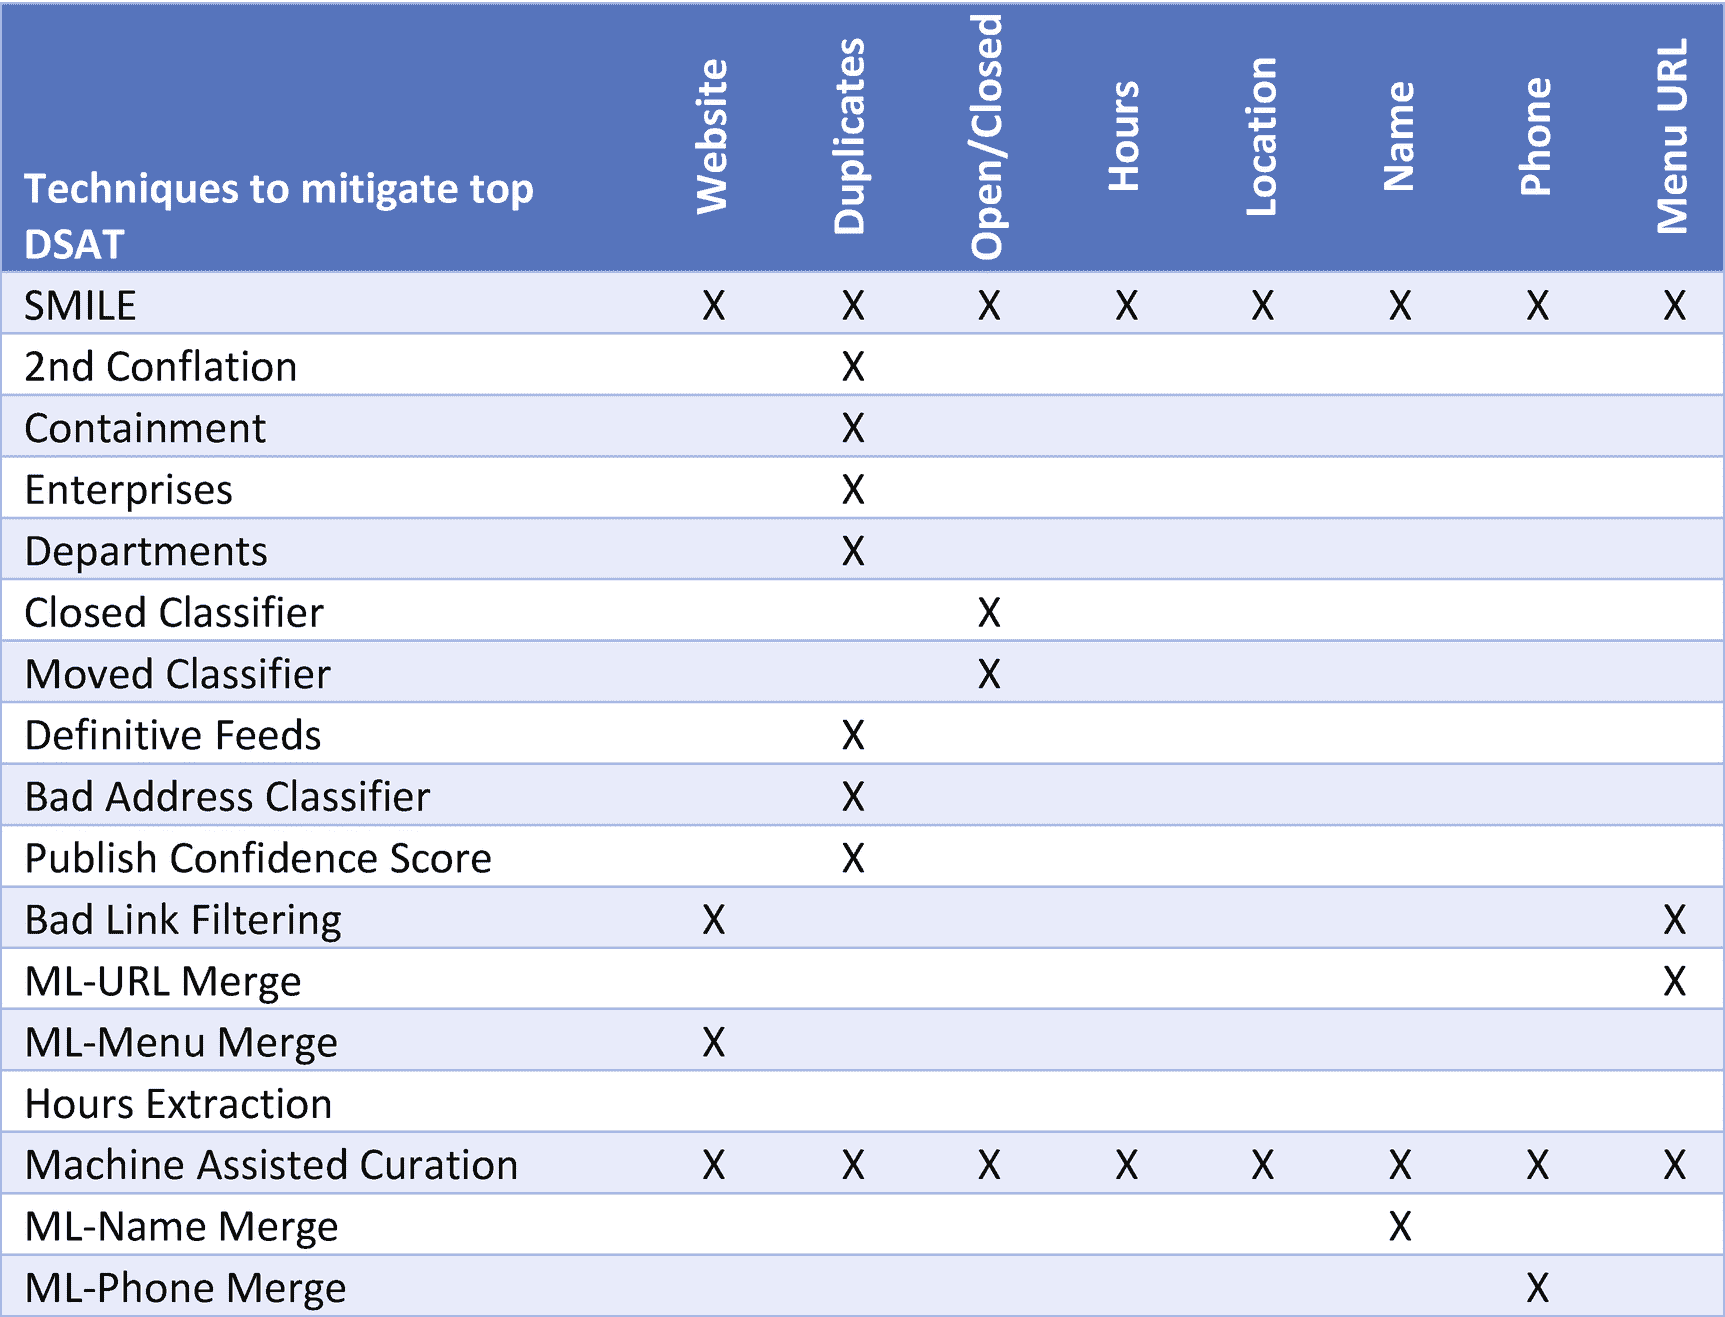 Techniques to mitigate top
DSAT
Website
Duplicates
Open/Closed
Hours
Location
Name
Phone
Menu URL
SMILE X X X X X X X X
2nd Conflation X
Containment X
Enterprises X
Departments X
Closed Classifier X
Moved Classifier X
Definitive Feeds X
Bad Address Classifier X
Publish Confidence Score X
Bad Link Filtering X X
ML-URL Merge X
ML-Menu Merge X
Hours Extraction
Machine Assisted Curation X X X X X X X X
ML-Name Merge X
ML-Phone Merge X